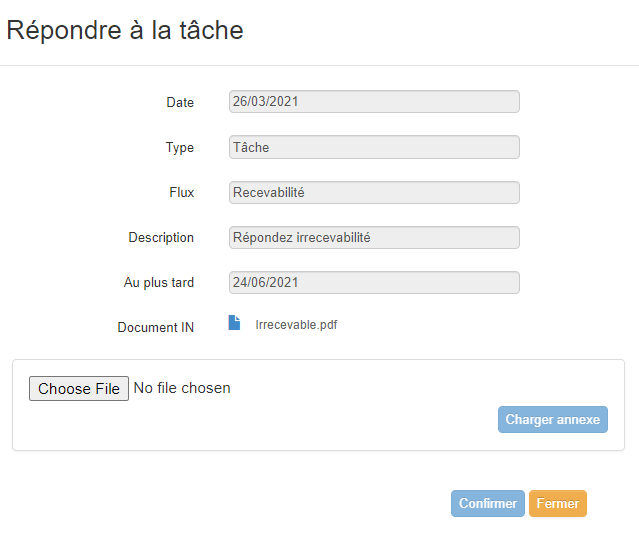 Répondre à la tâche
Date 26/03/2021
Type Tâche
Flux Recevabilité
Description Répondez irrecevabilité
Au plus tard 24/06/2021
Document IN Irrecevable.pdf
Choose File No file chosen
Charger annexe
Confirmer Fermer